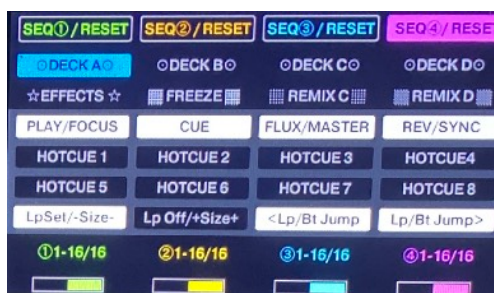 SEQ①/RESET SEQ②/RESET SEQ③/RESET SEQ④/RESE
⊙DECK A⊙ ⊙DECK B⊙ ⊙DECK C⊙ ⊙DECK D⊙
☆EFFECTS☆ ▦FREEZE▦ ▦REMIX C▦ ▦REMIX D▦
PLAY/FOCUS CUE FLUX/MASTER REV/SYNC
HOTCUE 1 HOTCUE 2 HOTCUE 3 HOTCUE4
HOTCUE 5 HOTCUE 6 HOTCUE 7 HOTCUE 8
LpSet/-Size- Lp Off/+Size+ <Lp/Bt Jump Lp/Bt Jump>
①1-16/16 ②1-16/16 ③1-16/16 ④1-16/16